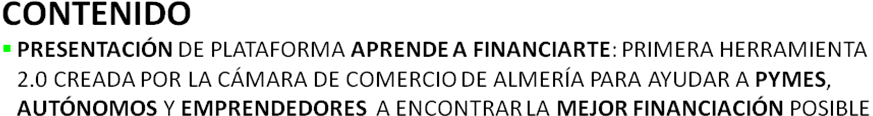 CONTENIDO
▪ PRESENTACIÓN DE PLATAFORMA APRENDE A FINANCIARTE: PRIMERA HERRAMIENTA
2.0 CREADA POR LA CÁMARA DE COMERCIO DE ALMERÍA PARA AYUDAR A PYMES,
AUTÓNOMOS Y EMPRENDEDORES A ENCONTRAR LA MEJOR FINANCIACIÓN POSIBLE